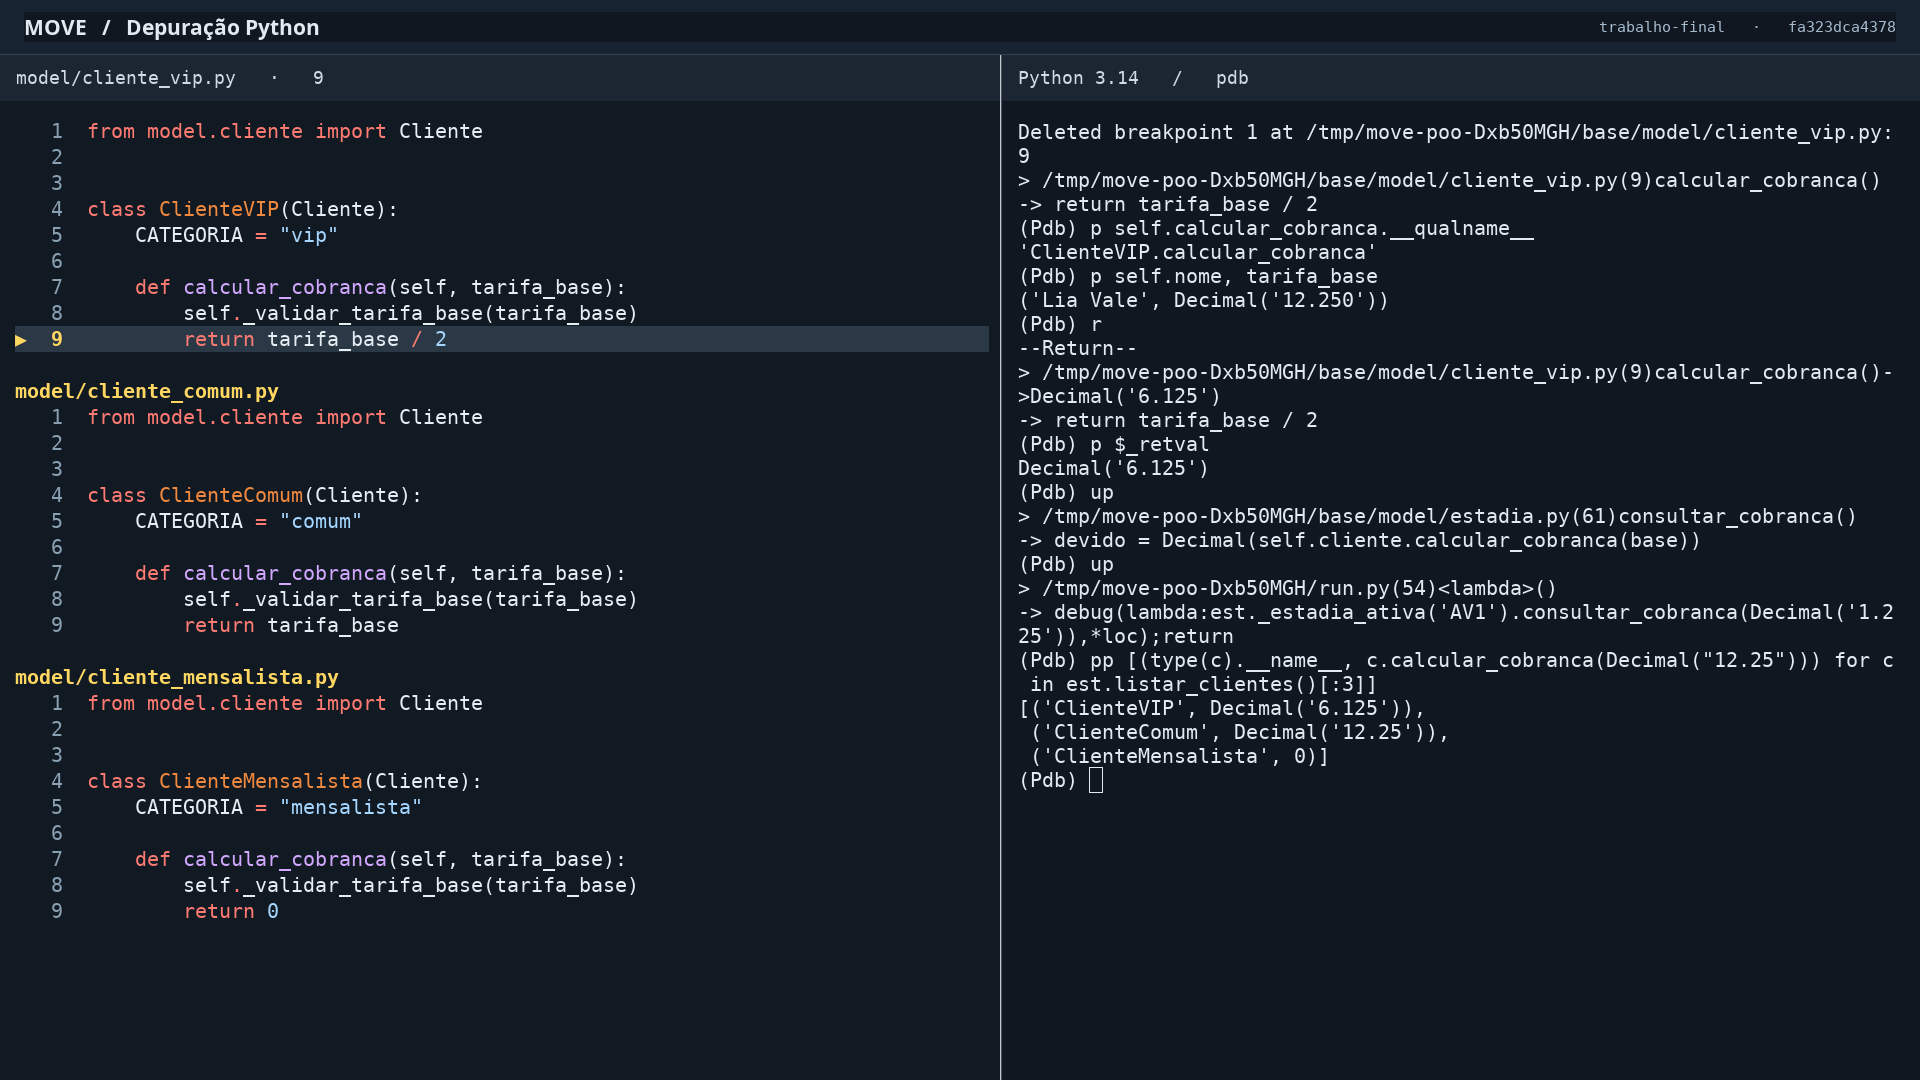 MOVE / Depuração Python
trabalho-final · fa323dca4378
model/cliente_vip.py · 9
1 from model.cliente import Cliente
2
3
4 class ClienteVIP(Cliente):
5     CATEGORIA = "vip"
6
7     def calcular_cobranca(self, tarifa_base):
8         self._validar_tarifa_base(tarifa_base)
▶ 9         return tarifa_base / 2
model/cliente_comum.py
1 from model.cliente import Cliente
2
3
4 class ClienteComum(Cliente):
5     CATEGORIA = "comum"
6
7     def calcular_cobranca(self, tarifa_base):
8         self._validar_tarifa_base(tarifa_base)
9         return tarifa_base
model/cliente_mensalista.py
1 from model.cliente import Cliente
2
3
4 class ClienteMensalista(Cliente):
5     CATEGORIA = "mensalista"
6
7     def calcular_cobranca(self, tarifa_base):
8         self._validar_tarifa_base(tarifa_base)
9         return 0
Python 3.14 / pdb
Deleted breakpoint 1 at /tmp/move-poo-Dxb50MGH/base/model/cliente_vip.py:
9
> /tmp/move-poo-Dxb50MGH/base/model/cliente_vip.py(9)calcular_cobranca()
-> return tarifa_base / 2
(Pdb) p self.calcular_cobranca.__qualname__
'ClienteVIP.calcular_cobranca'
(Pdb) p self.nome, tarifa_base
('Lia Vale', Decimal('12.250'))
(Pdb) r
--Return--
> /tmp/move-poo-Dxb50MGH/base/model/cliente_vip.py(9)calcular_cobranca()-
>Decimal('6.125')
-> return tarifa_base / 2
(Pdb) p $_retval
Decimal('6.125')
(Pdb) up
> /tmp/move-poo-Dxb50MGH/base/model/estadia.py(61)consultar_cobranca()
-> devido = Decimal(self.cliente.calcular_cobranca(base))
(Pdb) up
> /tmp/move-poo-Dxb50MGH/run.py(54)<lambda>()
-> debug(lambda:est._estadia_ativa('AV1').consultar_cobranca(Decimal('1.2
25')),*loc);return
(Pdb) pp [(type(c).__name__, c.calcular_cobranca(Decimal("12.25"))) for c
 in est.listar_clientes()[:3]]
[('ClienteVIP', Decimal('6.125')),
 ('ClienteComum', Decimal('12.25')),
 ('ClienteMensalista', 0)]
(Pdb)